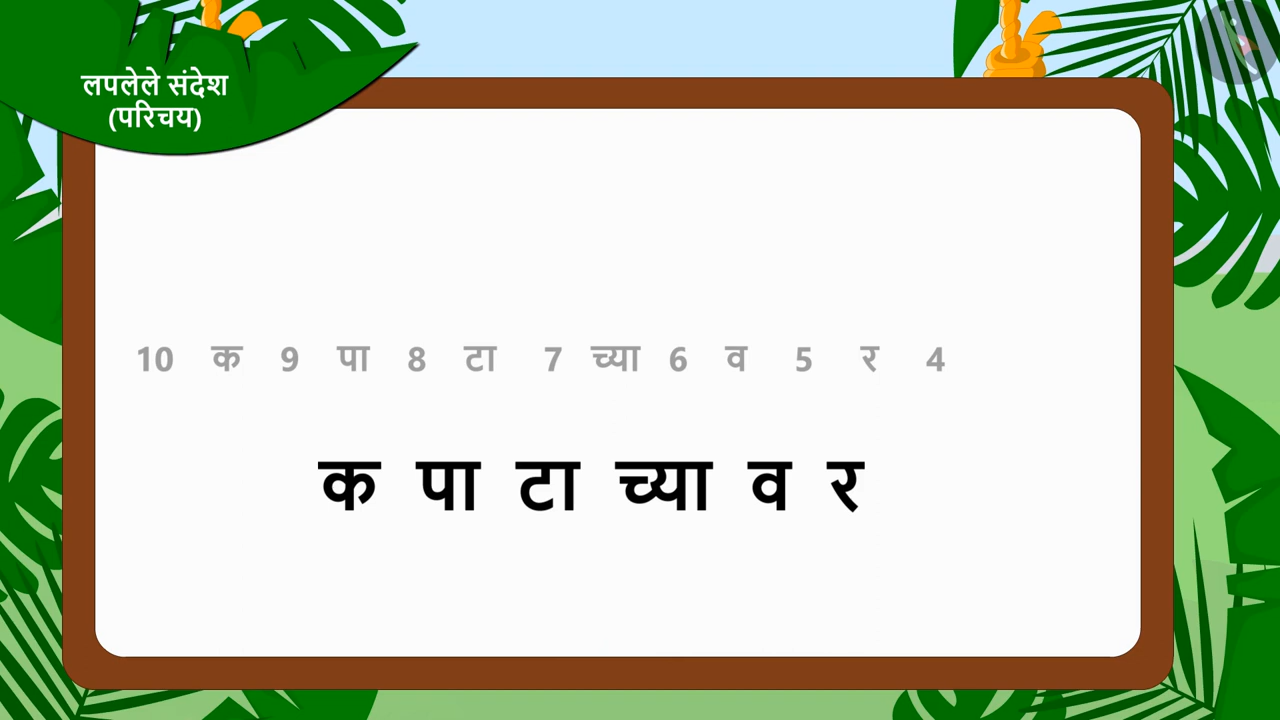 लपलेले संदेश
(परिचय)
10 क 9 पा 8 टा 7 च्या 6 व 5 र 4
क पा टा च्या व र